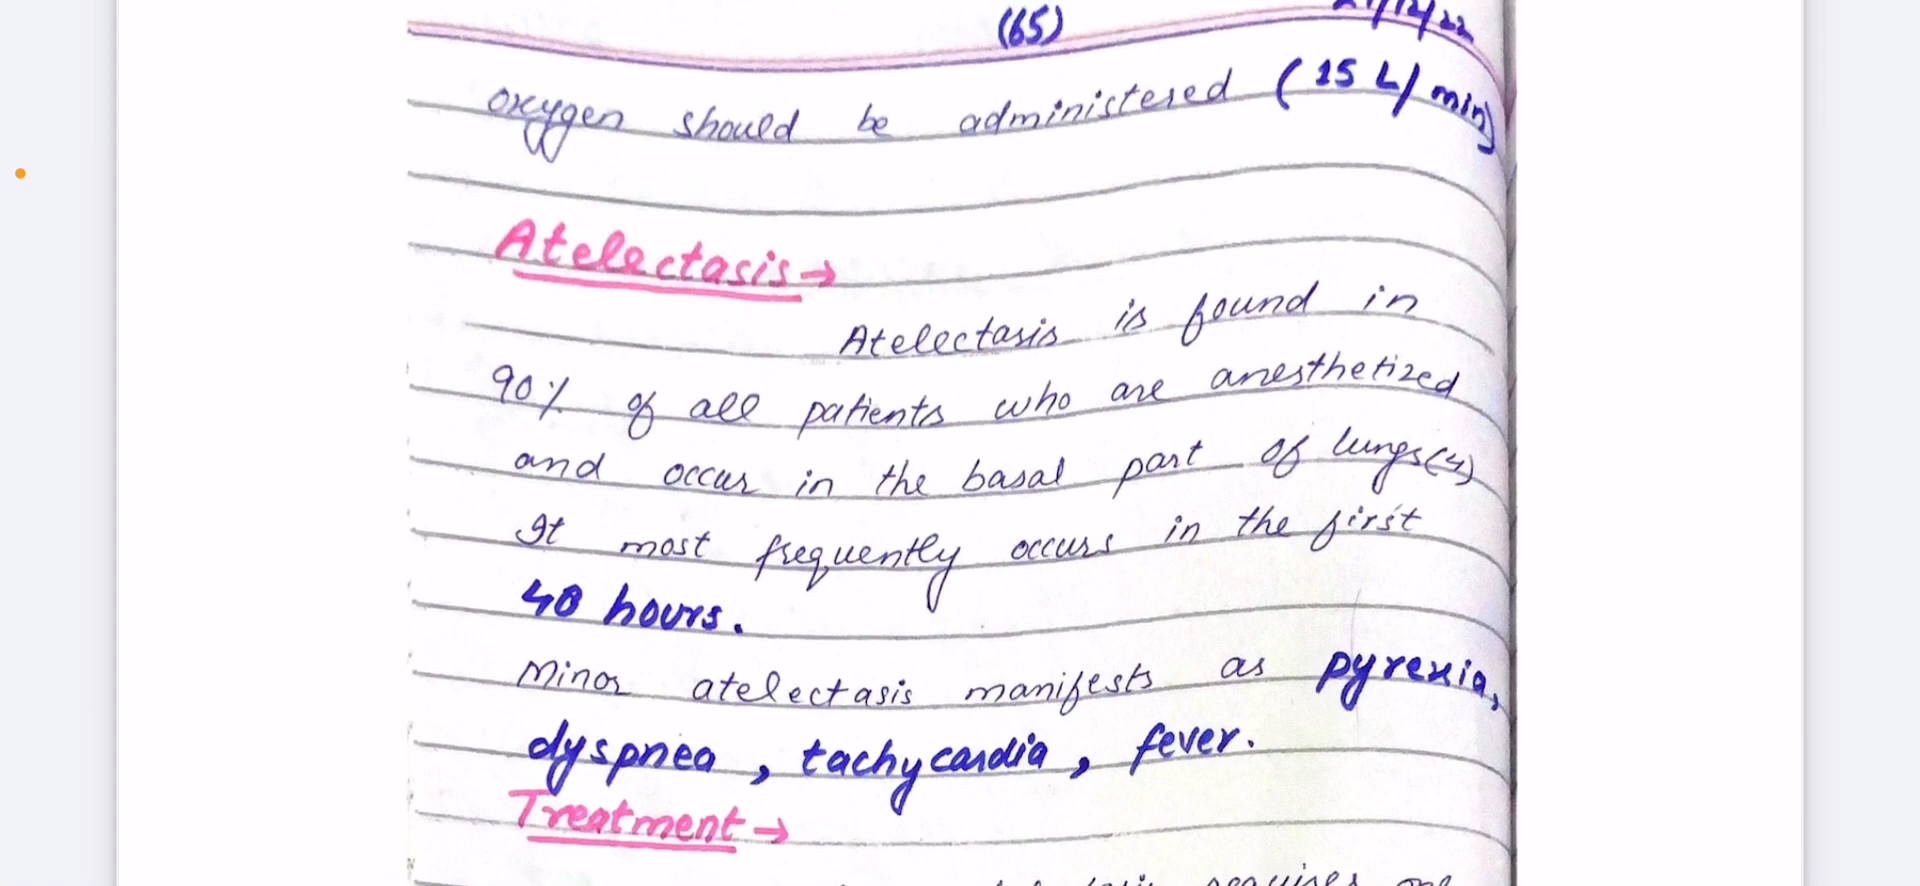 (65)
oxygen should be administered (15 L/min)
Atelectasis→
Atelectasis is found in
90% of all patients who are anesthetized
and occur in the basal part of lungs(4)
It most frequently occurs in the first
48 hours.
Minor atelectasis manifests as pyrexia,
dyspnea, tachycardia, fever.
Treatment→
requires